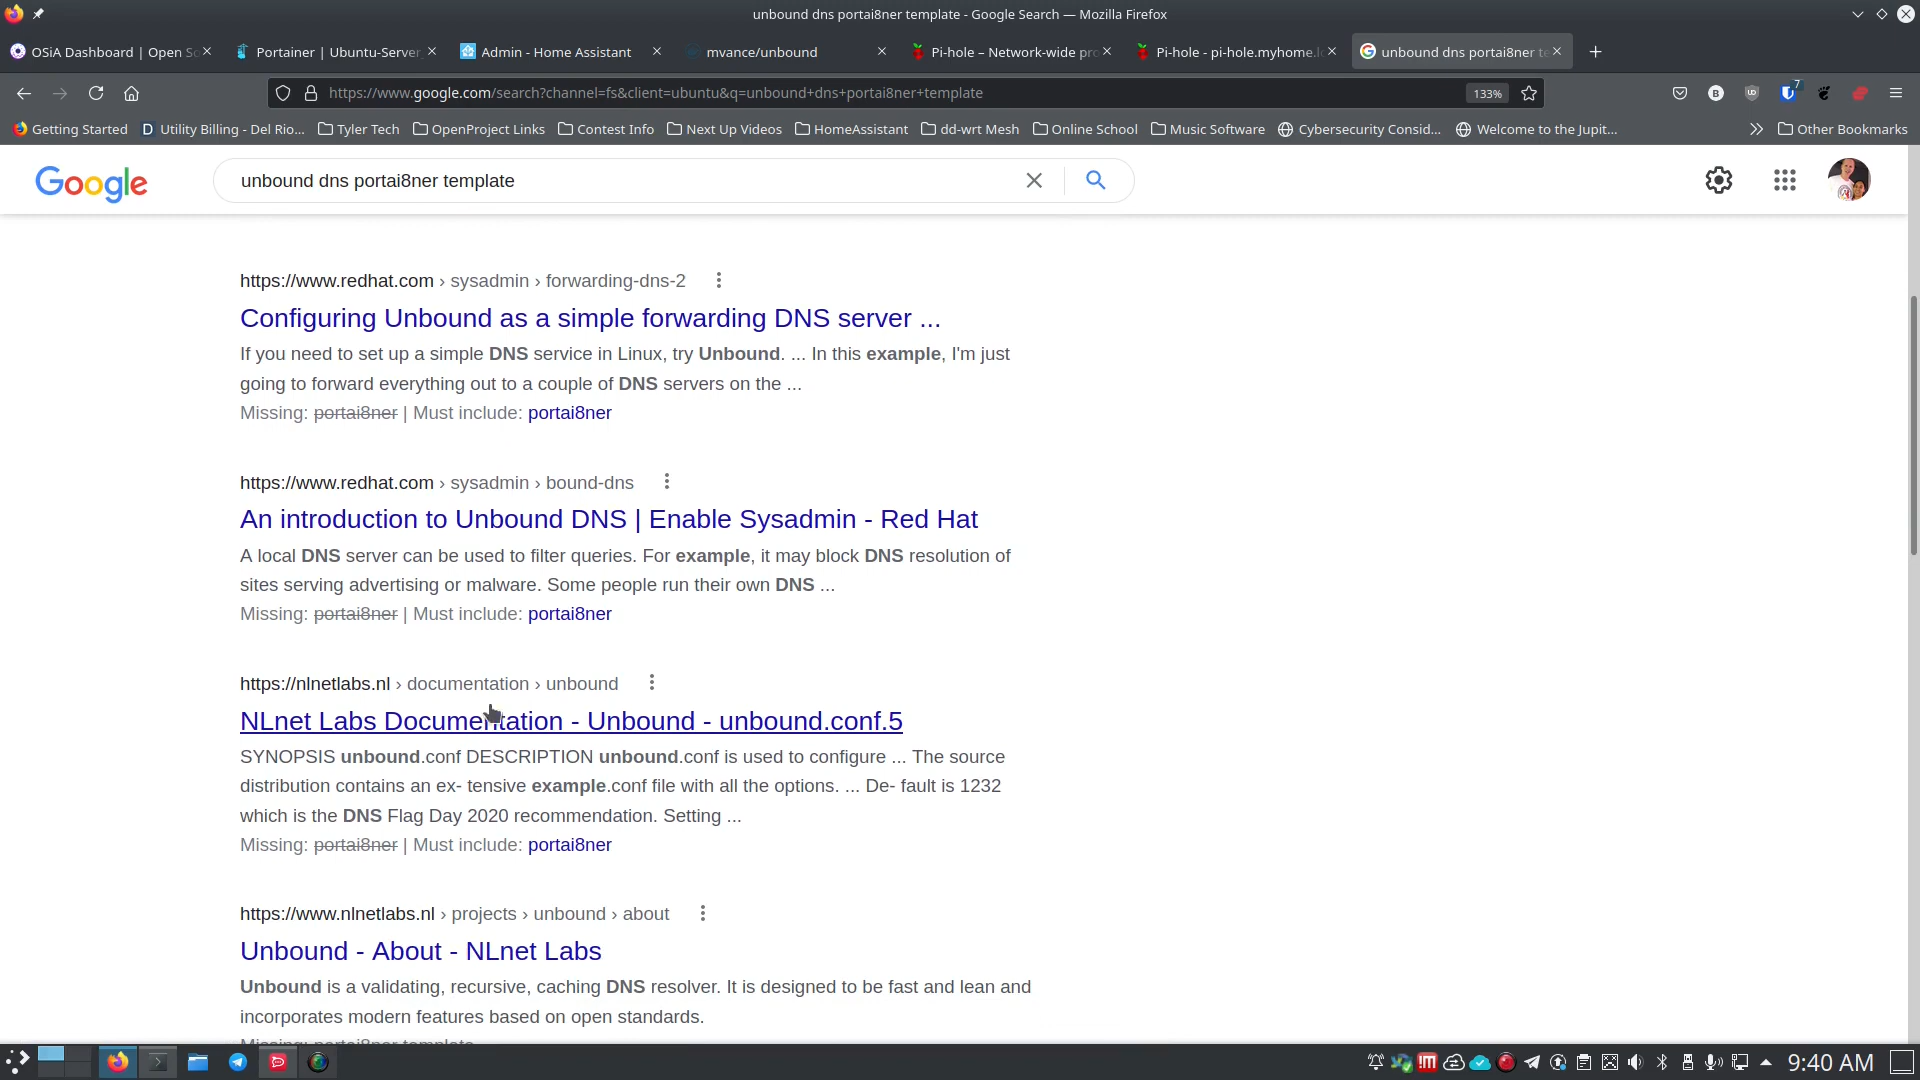 unbound dns portai8ner template - Google Search — Mozilla Firefox
OSiA Dashboard | Open So
Portainer | Ubuntu-Server
Admin - Home Assistant
mvance/unbound
Pi-hole – Network-wide pro
Pi-hole - pi-hole.myhome.lo
unbound dns portai8ner te
https://www.google.com/search?channel=fs&client=ubuntu&q=unbound+dns+portai8ner+template
133%
7
Getting Started
Utility Billing - Del Rio...
Tyler Tech
OpenProject Links
Contest Info
Next Up Videos
HomeAssistant
dd-wrt Mesh
Online School
Music Software
Cybersecurity Consid...
Welcome to the Jupit...
Other Bookmarks
Google
unbound dns portai8ner template
https://www.redhat.com › sysadmin › forwarding-dns-2
Configuring Unbound as a simple forwarding DNS server ...
If you need to set up a simple DNS service in Linux, try Unbound. ... In this example, I'm just
going to forward everything out to a couple of DNS servers on the ...
Missing: portai8ner | Must include: portai8ner
https://www.redhat.com › sysadmin › bound-dns
An introduction to Unbound DNS | Enable Sysadmin - Red Hat
A local DNS server can be used to filter queries. For example, it may block DNS resolution of
sites serving advertising or malware. Some people run their own DNS ...
Missing: portai8ner | Must include: portai8ner
https://nlnetlabs.nl › documentation › unbound
NLnet Labs Documentation - Unbound - unbound.conf.5
SYNOPSIS unbound.conf DESCRIPTION unbound.conf is used to configure ... The source
distribution contains an ex- tensive example.conf file with all the options. ... De- fault is 1232
which is the DNS Flag Day 2020 recommendation. Setting ...
Missing: portai8ner | Must include: portai8ner
https://www.nlnetlabs.nl › projects › unbound › about
Unbound - About - NLnet Labs
Unbound is a validating, recursive, caching DNS resolver. It is designed to be fast and lean and
incorporates modern features based on open standards.
Missing: portai8ner template
9:40 AM